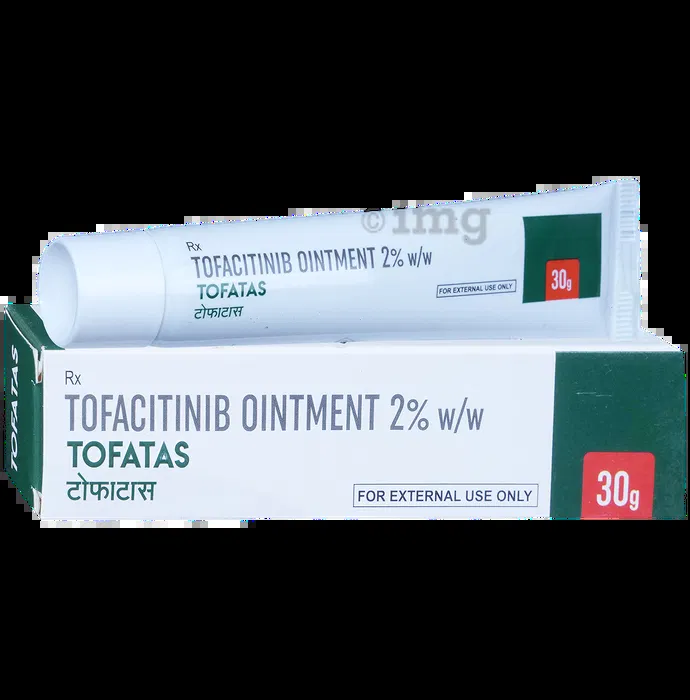 ©img
Rx
TOFACITINIB OINTMENT 2% w/w
TOFATAS
टोफाटास
FOR EXTERNAL USE ONLY
30g
TOFATAS
Rx
TOFACITINIB OINTMENT 2% w/w
TOFATAS
टोफाटास
FOR EXTERNAL USE ONLY
30g